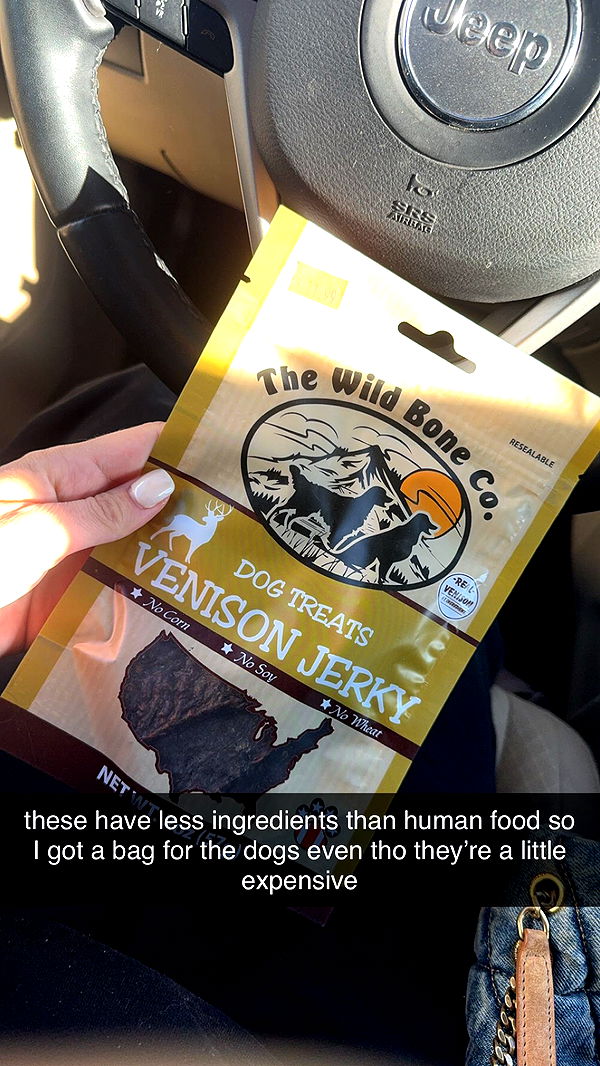 Jeep
SRS
AIRBAG
The Wild Bone Co.
RESEALABLE
-REAL-
VENISON
DOG TREATS
VENISON JERKY
★ No Corn ★ No Soy ★ No Wheat
NET WT
these have less ingredients than human food so
I got a bag for the dogs even tho they're a little
expensive